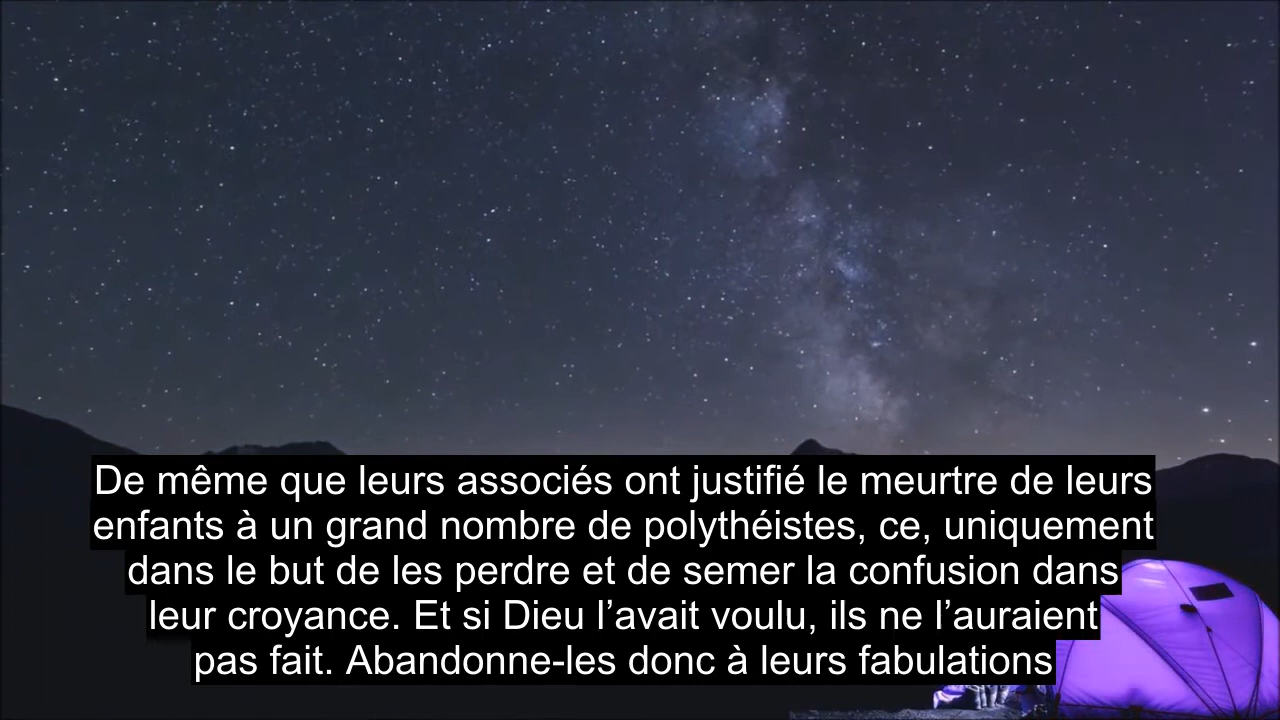 De même que leurs associés ont justifié le meurtre de leurs
enfants à un grand nombre de polythéistes, ce, uniquement
dans le but de les perdre et de semer la confusion dans
leur croyance. Et si Dieu l’avait voulu, ils ne l’auraient
pas fait. Abandonne-les donc à leurs fabulations